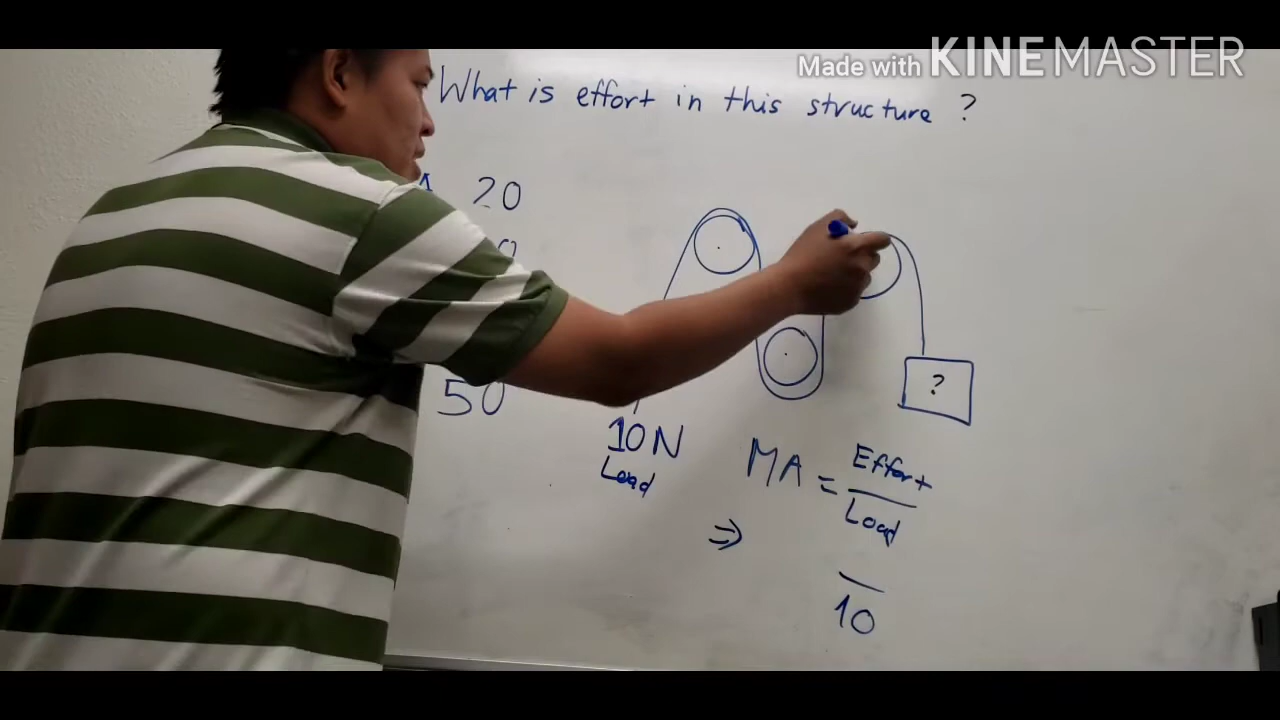 Made with KINEMASTER
What is effort in this structure ?
20
50
?
10N
Load
MA = Effort
Load
⇒
10